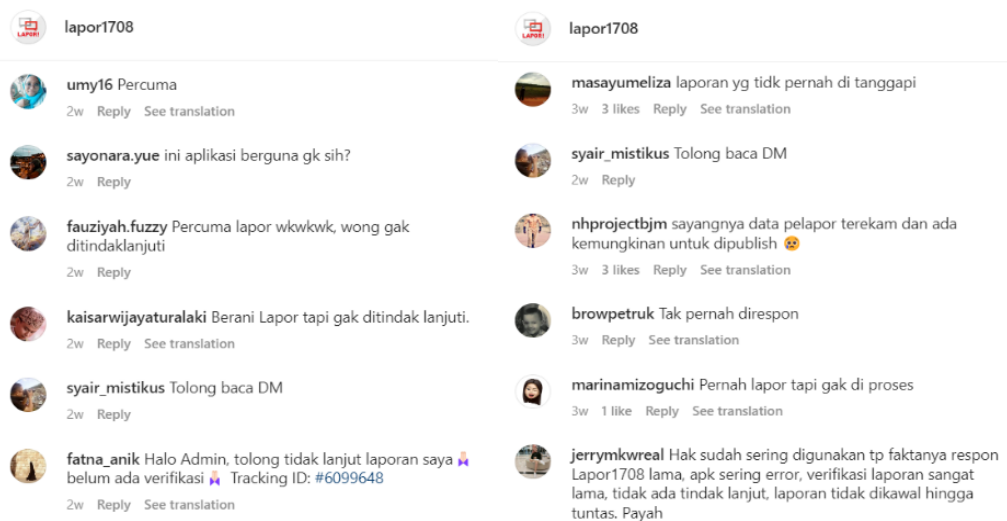 lapor1708
umy16 Percuma
2w Reply See translation
sayonara.yue ini aplikasi berguna gk sih?
2w Reply
fauziyah.fuzzy Percuma lapor wkwkwk, wong gak
ditindaklanjuti
2w Reply
kaisarwijayaturalaki Berani Lapor tapi gak ditindak lanjuti.
2w Reply See translation
syair_mistikus Tolong baca DM
2w Reply
fatna_anik Halo Admin, tolong tidak lanjut laporan saya
belum ada verifikasi Tracking ID: #6099648
2w Reply See translation
lapor1708
masayumeliza laporan yg tidk pernah di tanggapi
3w 3 likes Reply See translation
syair_mistikus Tolong baca DM
2w Reply
nhprojectbjm sayangnya data pelapor terekam dan ada
kemungkinan untuk dipublish 😢
3w 3 likes Reply See translation
browpetruk Tak pernah direspon
3w Reply See translation
marinamizoguchi Pernah lapor tapi gak di proses
3w 1 like Reply See translation
jerrymkwreal Hak sudah sering digunakan tp faktanya respon
Lapor1708 lama, apk sering error, verifikasi laporan sangat
lama, tidak ada tindak lanjut, laporan tidak dikawal hingga
tuntas. Payah
LAPOR!
LAPOR!